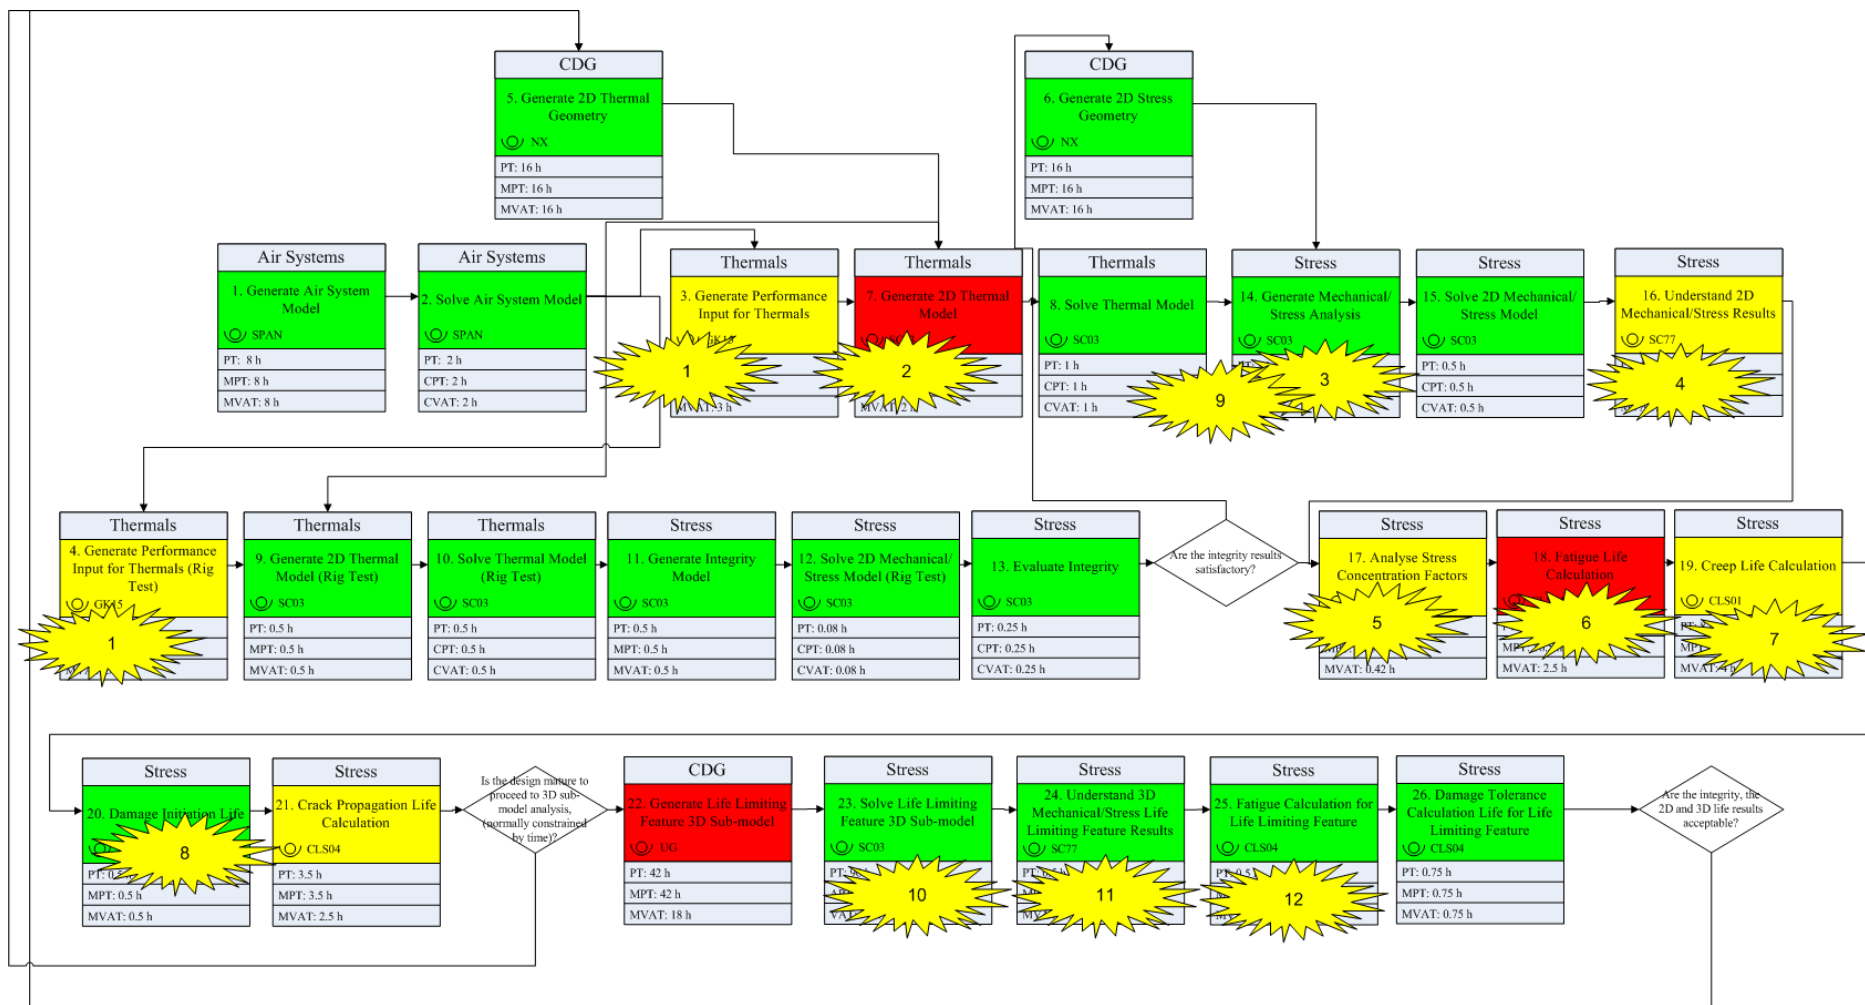 CDG
5. Generate 2D Thermal
Geometry
NX
PT: 16 h
MPT: 16 h
MVAT: 16 h
CDG
6. Generate 2D Stress
Geometry
NX
PT: 16 h
MPT: 16 h
MVAT: 16 h
Air Systems
1. Generate Air System
Model
SPAN
PT: 8 h
MPT: 8 h
MVAT: 8 h
Air Systems
2. Solve Air System Model
SPAN
PT: 2 h
CPT: 2 h
CVAT: 2 h
Thermals
3. Generate Performance
Input for Thermals
1
MVAT: 3 h
Thermals
7. Generate 2D Thermal
Model
2
MVAT: 2 h
Thermals
8. Solve Thermal Model
SC03
PT: 1 h
CPT: 1 h
CVAT: 1 h
9
Stress
14. Generate Mechanical/
Stress Analysis
SC03
3
Stress
15. Solve 2D Mechanical/
Stress Model
SC03
PT: 0.5 h
CPT: 0.5 h
CVAT: 0.5 h
Stress
16. Understand 2D
Mechanical/Stress Results
SC77
4
Thermals
4. Generate Performance
Input for Thermals (Rig
Test)
GK15
1
Thermals
9. Generate 2D Thermal
Model (Rig Test)
SC03
PT: 0.5 h
MPT: 0.5 h
MVAT: 0.5 h
Thermals
10. Solve Thermal Model
(Rig Test)
SC03
PT: 0.5 h
CPT: 0.5 h
CVAT: 0.5 h
Stress
11. Generate Integrity
Model
SC03
PT: 0.5 h
MPT: 0.5 h
MVAT: 0.5 h
Stress
12. Solve 2D Mechanical/
Stress Model (Rig Test)
SC03
PT: 0.08 h
CPT: 0.08 h
CVAT: 0.08 h
Stress
13. Evaluate Integrity
SC03
PT: 0.25 h
CPT: 0.25 h
CVAT: 0.25 h
Are the integrity results
satisfactory?
Stress
17. Analyse Stress
Concentration Factors
5
MVAT: 0.42 h
Stress
18. Fatigue Life
Calculation
6
MVAT: 2.5 h
Stress
19. Creep Life Calculation
CLS01
7
MVAT: 4 h
Stress
20. Damage Initiation Life
8
PT: 0.5 h
MPT: 0.5 h
MVAT: 0.5 h
Stress
21. Crack Propagation Life
Calculation
CLS04
PT: 3.5 h
MPT: 3.5 h
MVAT: 2.5 h
Is the design mature to
proceed to 3D sub-
model analysis,
(normally constrained
by time)?
CDG
22. Generate Life Limiting
Feature 3D Sub-model
UG
PT: 42 h
MPT: 42 h
MVAT: 18 h
Stress
23. Solve Life Limiting
Feature 3D Sub-model
SC03
10
Stress
24. Understand 3D
Mechanical/Stress Life
Limiting Feature Results
SC77
11
Stress
25. Fatigue Calculation for
Life Limiting Feature
CLS04
12
Stress
26. Damage Tolerance
Calculation Life for Life
Limiting Feature
CLS04
PT: 0.75 h
MPT: 0.75 h
MVAT: 0.75 h
Are the integrity, the
2D and 3D life results
acceptable?